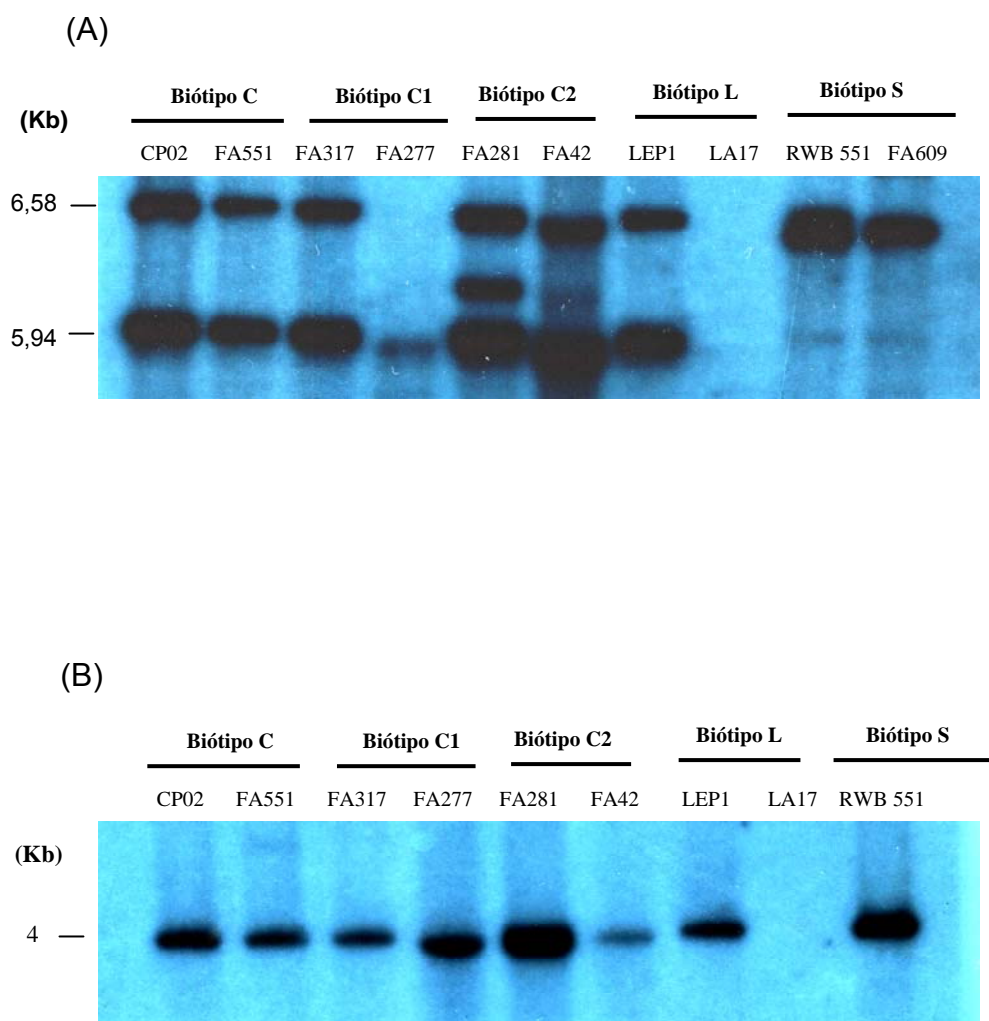 (A)
Biótipo C Biótipo C1 Biótipo C2 Biótipo L Biótipo S
(Kb)
CP02 FA551 FA317 FA277 FA281 FA42 LEP1 LA17 RWB 551 FA609
6,58
5,94
(B)
Biótipo C Biótipo C1 Biótipo C2 Biótipo L Biótipo S
CP02 FA551 FA317 FA277 FA281 FA42 LEP1 LA17 RWB 551
(Kb)
4